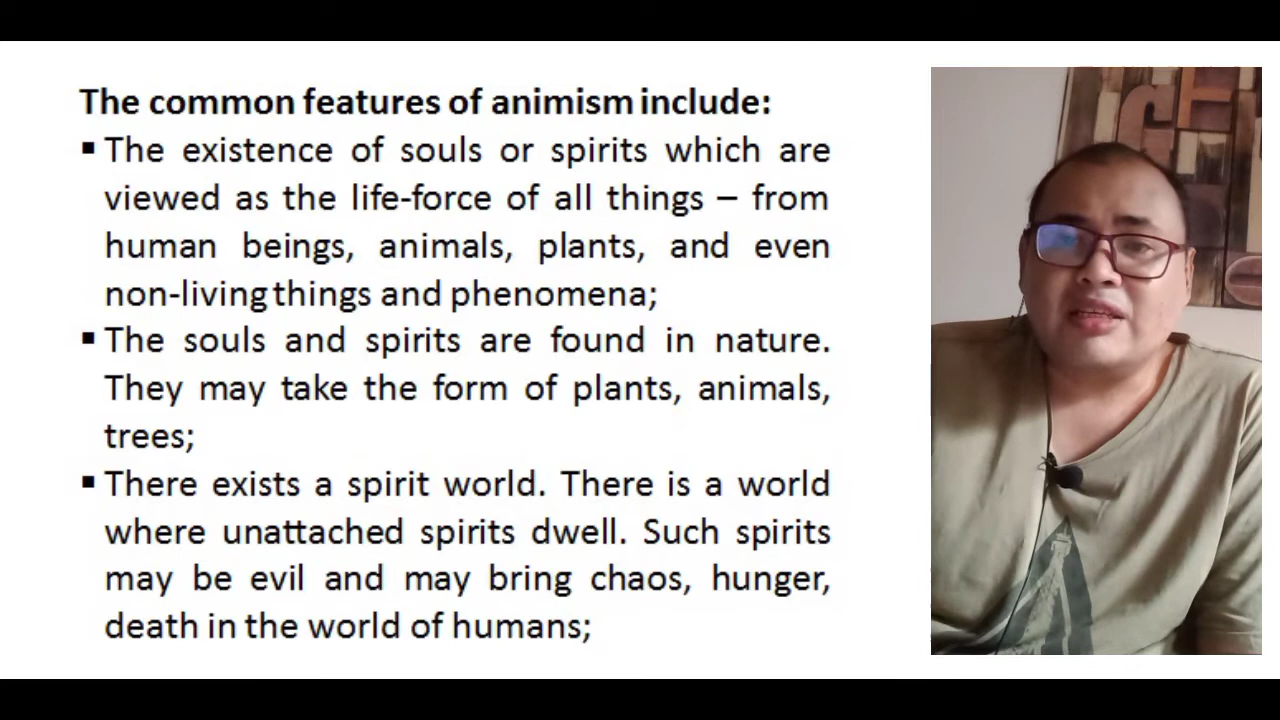 The common features of animism include:
▪ The existence of souls or spirits which are
viewed as the life-force of all things – from
human beings, animals, plants, and even
non-living things and phenomena;
▪ The souls and spirits are found in nature.
They may take the form of plants, animals,
trees;
▪ There exists a spirit world. There is a world
where unattached spirits dwell. Such spirits
may be evil and may bring chaos, hunger,
death in the world of humans;